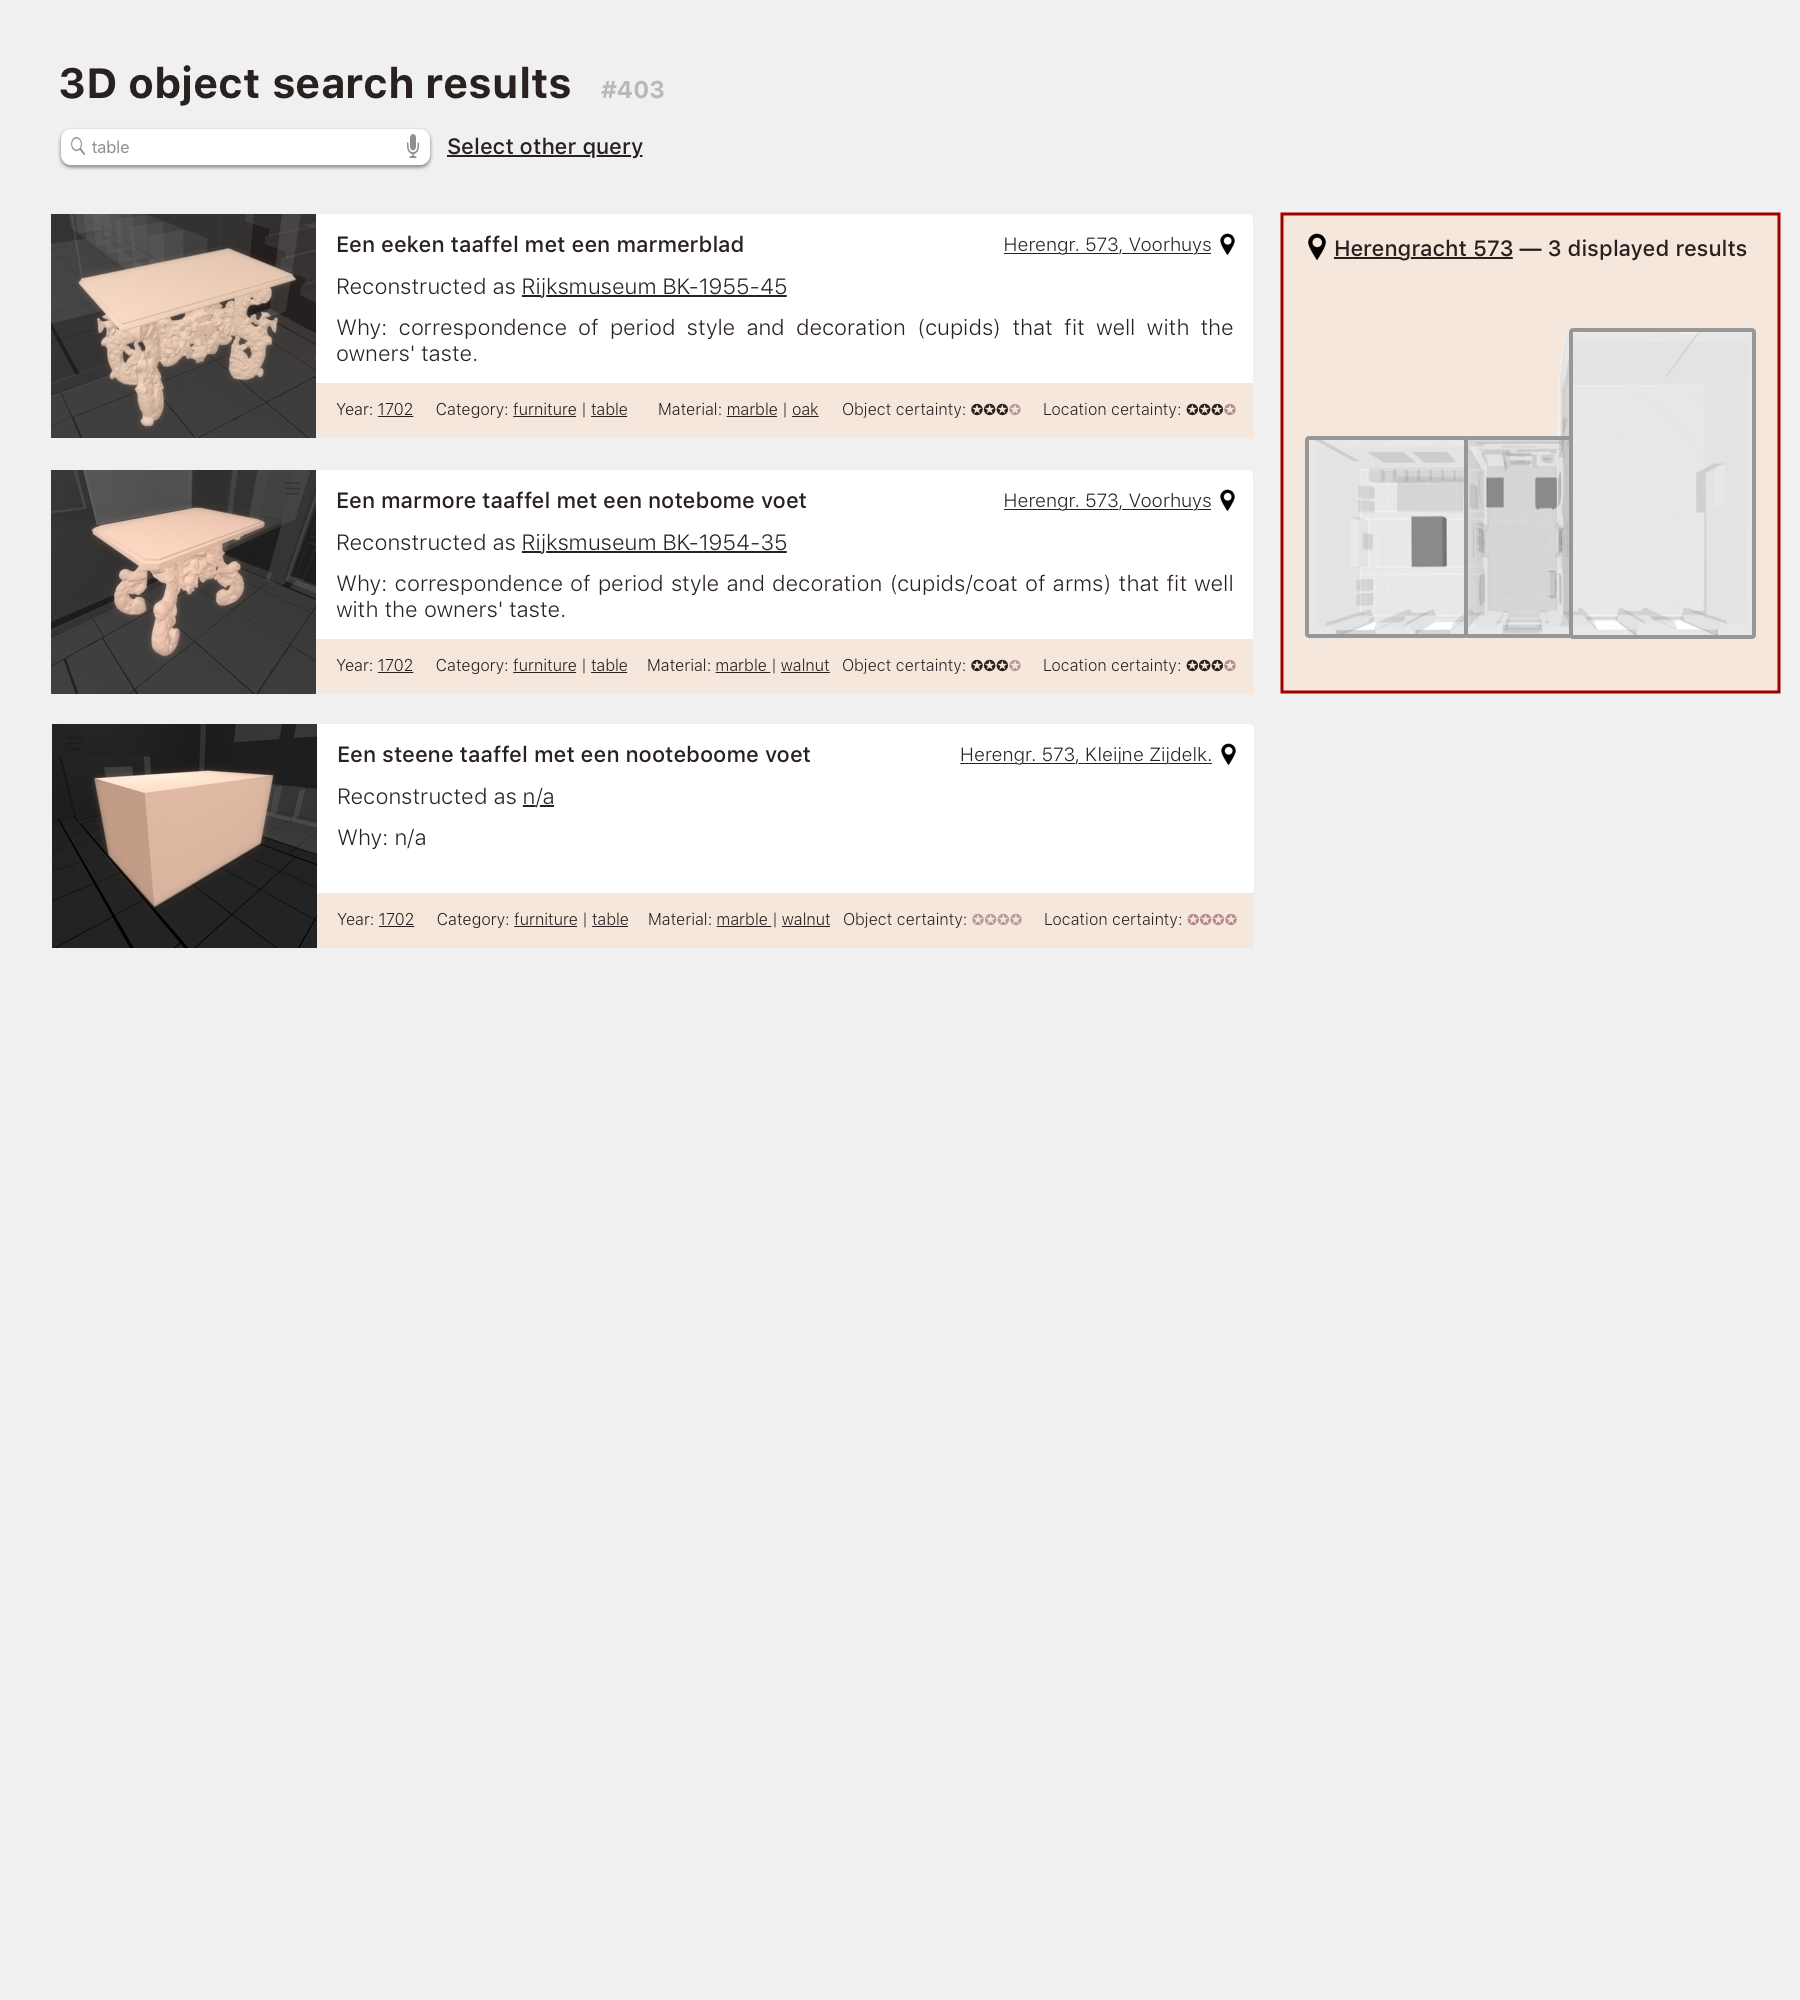 3D object search results #403
table
Select other query
Een eeken taaffel met een marmerblad
Herengr. 573, Voorhuys
Reconstructed as Rijksmuseum BK-1955-45
Why: correspondence of period style and decoration (cupids) that fit well with the
owners' taste.
Year: 1702 Category: furniture | table Material: marble | oak Object certainty: ✪✪✪✪ Location certainty: ✪✪✪✪
Een marmore taaffel met een notebome voet
Herengr. 573, Voorhuys
Reconstructed as Rijksmuseum BK-1954-35
Why: correspondence of period style and decoration (cupids/coat of arms) that fit well
with the owners' taste.
Year: 1702 Category: furniture | table Material: marble | walnut Object certainty: ✪✪✪✪ Location certainty: ✪✪✪✪
Een steene taaffel met een nooteboome voet
Herengr. 573, Kleijne Zijdelk.
Reconstructed as n/a
Why: n/a
Year: 1702 Category: furniture | table Material: marble | walnut Object certainty: ✪✪✪✪ Location certainty: ✪✪✪✪
Herengracht 573 — 3 displayed results